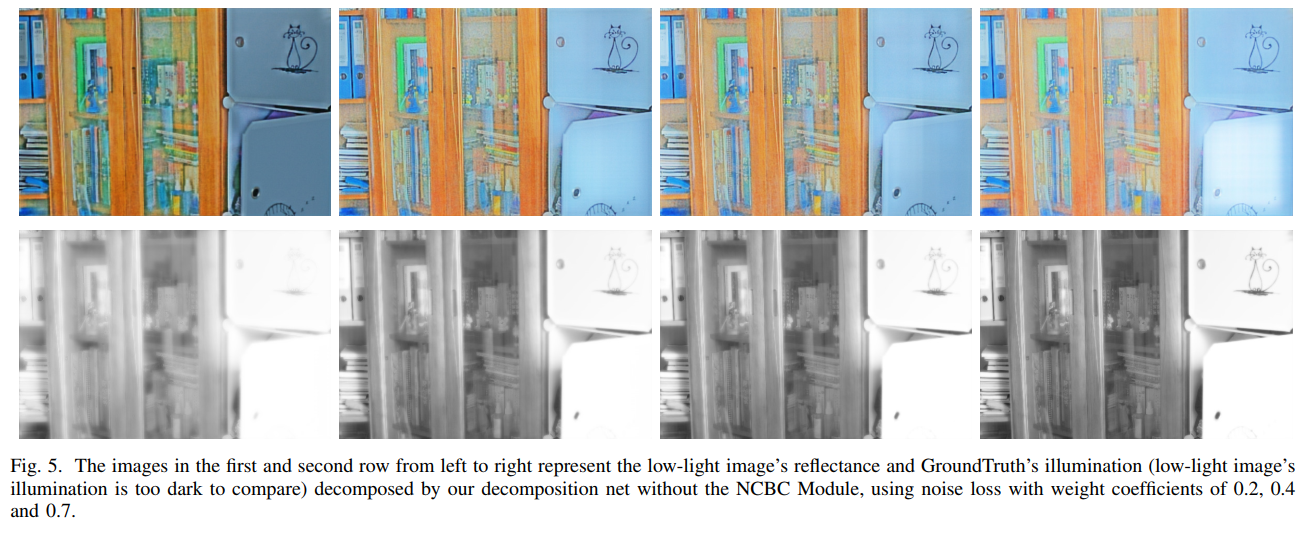 Fig. 5. The images in the first and second row from left to right represent the low-light image's reflectance and GroundTruth's illumination (low-light image's
illumination is too dark to compare) decomposed by our decomposition net without the NCBC Module, using noise loss with weight coefficients of 0.2, 0.4
and 0.7.